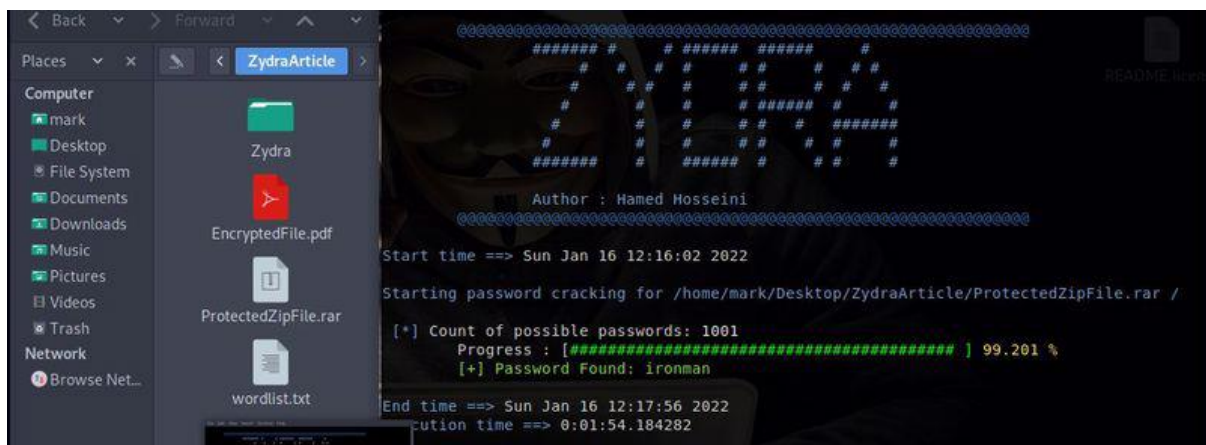 Back
Forward
Places
ZydraArticle
Computer
mark
Desktop
File System
Documents
Downloads
Music
Pictures
Videos
Trash
Network
Browse Net...
Zydra
EncryptedFile.pdf
ProtectedZipFile.rar
wordlist.txt
README
ZYDRA
Author : Hamed Hosseini
Start time ==> Sun Jan 16 12:16:02 2022
Starting password cracking for /home/mark/Desktop/ZydraArticle/ProtectedZipFile.rar /
[*] Count of possible passwords: 1001
Progress : [######################################### ] 99.201 %
[+] Password Found: ironman
End time ==> Sun Jan 16 12:17:56 2022
cution time ==> 0:01:54.184282